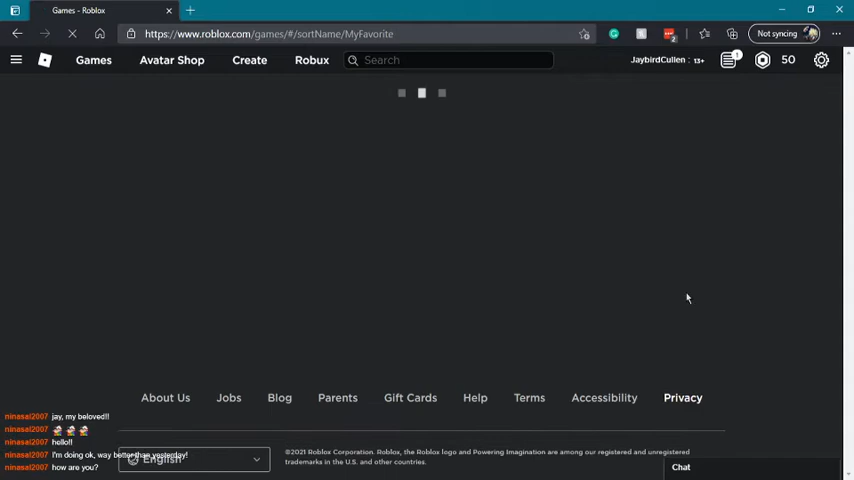 Games - Roblox
https://www.roblox.com/games/#/sortName/MyFavorite
2
Not syncing
Games Avatar Shop Create Robux Search JaybirdCullen : 13+ 1 50
About Us Jobs Blog Parents Gift Cards Help Terms Accessibility Privacy
ninasal2007 jay, my beloved!!
ninasal2007
ninasal2007 hello!!
ninasal2007 I'm doing ok, way better than yesterday!
ninasal2007 how are you?
English
©2021 Roblox Corporation. Roblox, the Roblox logo and Powering Imagination are among our registered and unregistered
trademarks in the U.S. and other countries.
Chat